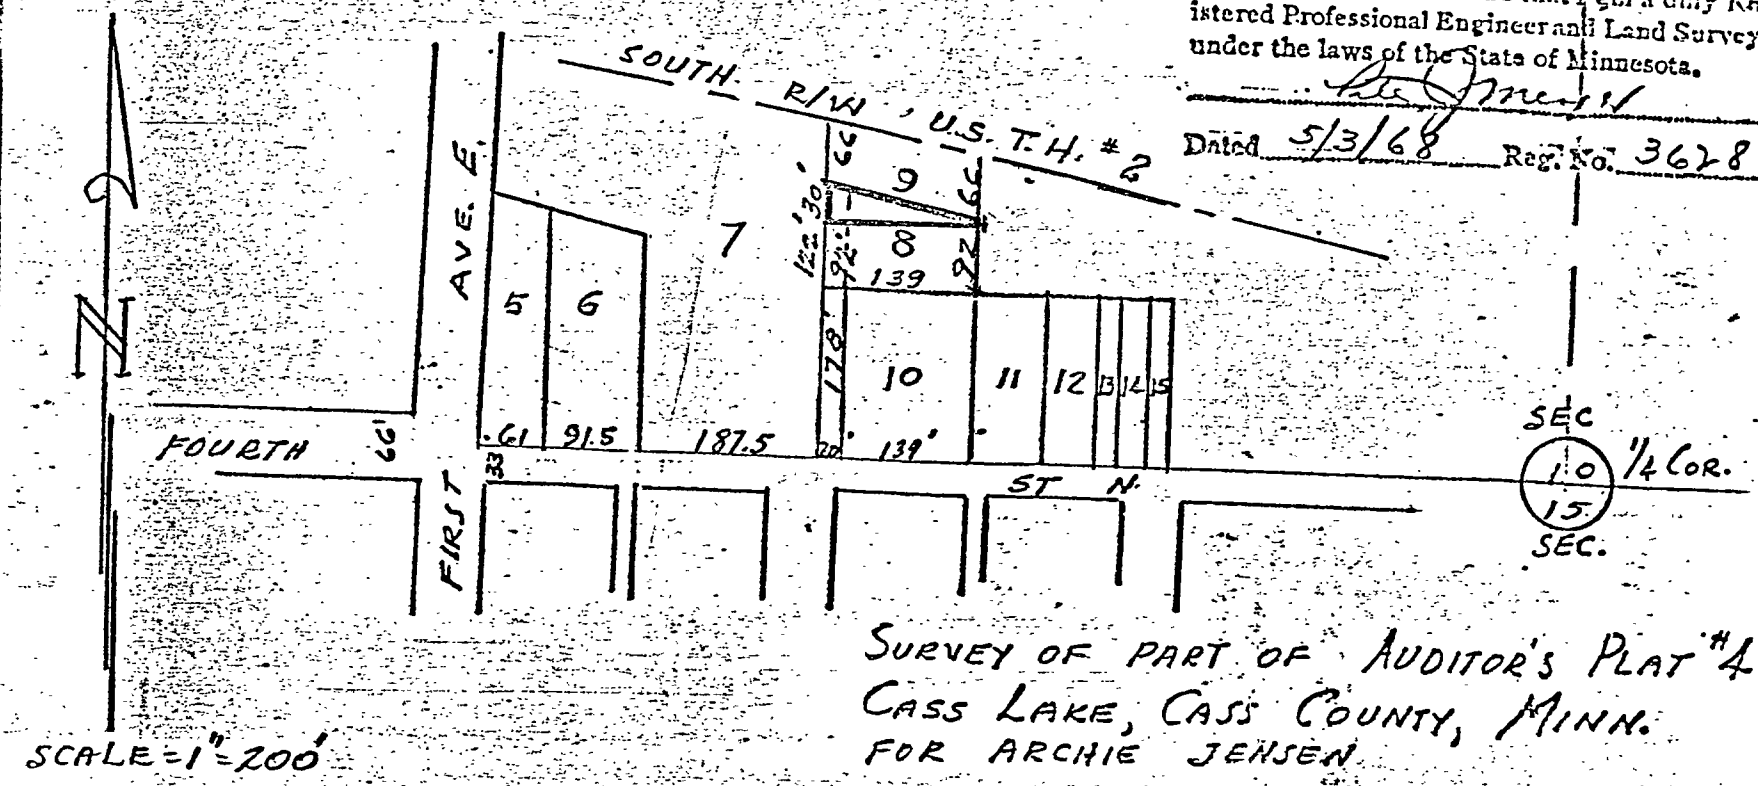 istered Professional Engineer and Land Survey
under the laws of the State of Minnesota.
Dated 5/3/68 Reg. No. 3628
SOUTH R/W, U.S. T.H. #2
FIRST AVE. E.
N
5
6
7
66
9
66
30'
122'
92'
8
92
139
178'
10
11
12
13
14
15
FOURTH
66'
61
91.5
187.5
20'
139'
33
ST N.
SEC
10
1/4 COR.
15
SEC.
SURVEY OF PART OF AUDITOR'S PLAT #4
CASS LAKE, CASS COUNTY, MINN.
FOR ARCHIE JENSEN
SCALE = 1" = 200'